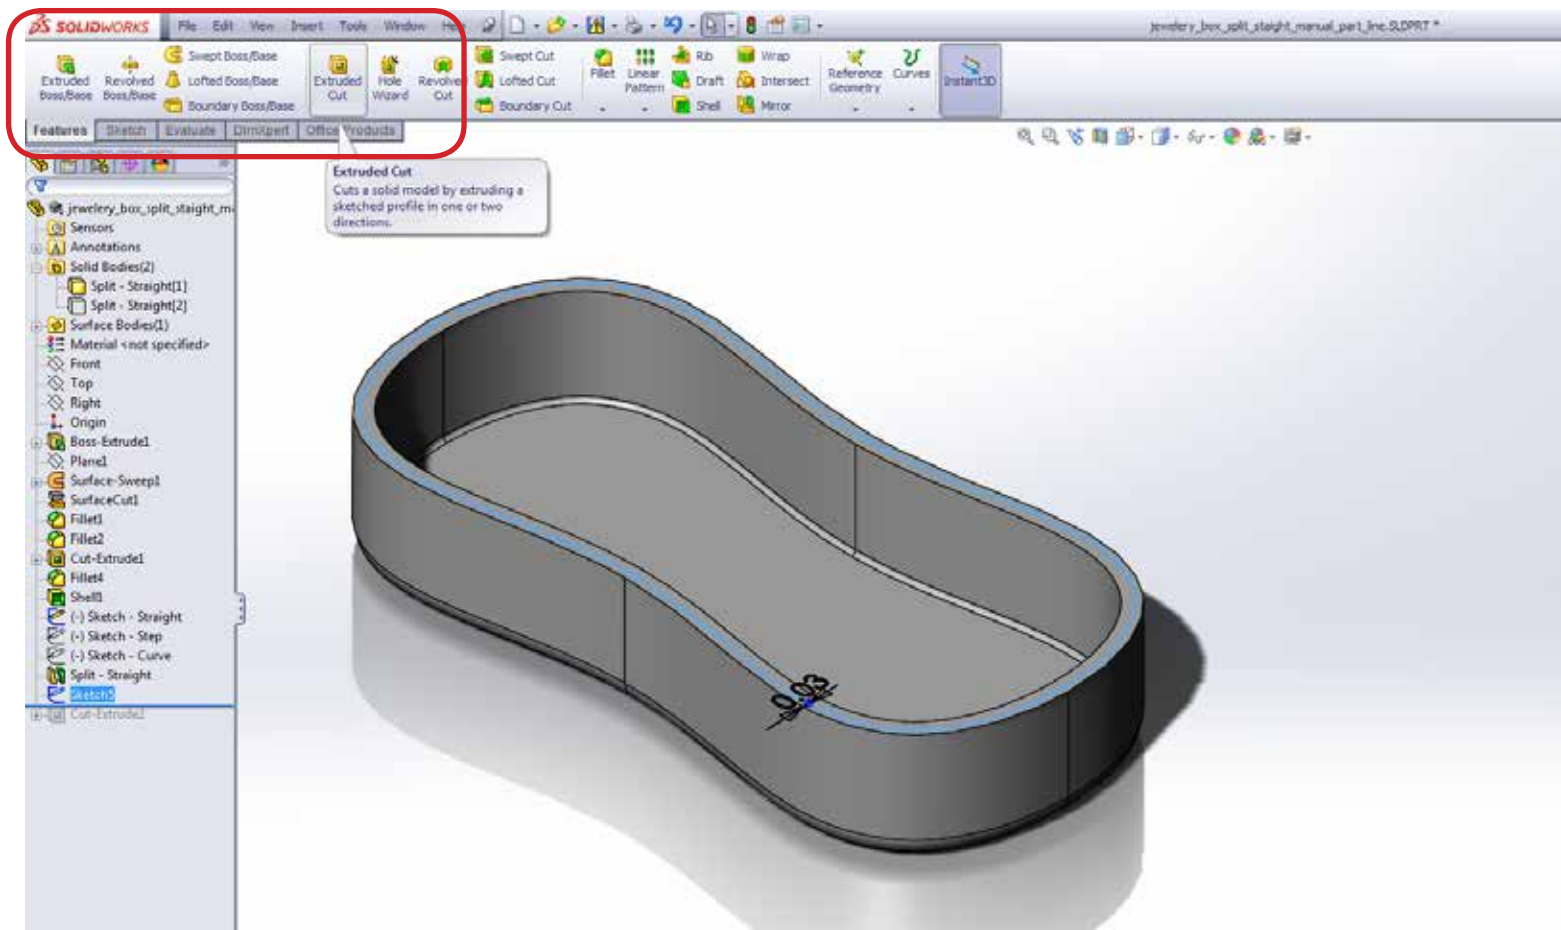 SOLIDWORKS File Edit View Insert Tools Window jewelery_box_split_staight_manual_part_line.SLDPRT *
Extruded Boss/Base
Revolved Boss/Base
Swept Boss/Base
Lofted Boss/Base
Boundary Boss/Base
Extruded Cut
Hole Wizard
Revolved Cut
Swept Cut
Lofted Cut
Boundary Cut
Fillet
Linear Pattern
Rib
Draft
Shell
Wrap
Intersect
Mirror
Reference Geometry
Curves
Instant3D
Features Sketch Evaluate DimXpert Office Products
Extruded Cut
Cuts a solid model by extruding a
sketched profile in one or two
directions.
jewelery_box_split_staight_m
Sensors
Annotations
Solid Bodies(2)
Split - Straight[1]
Split - Straight[2]
Surface Bodies(1)
Material <not specified>
Front
Top
Right
Origin
Boss-Extrude1
Plane1
Surface-Sweep1
SurfaceCut1
Fillet1
Fillet2
Cut-Extrude1
Fillet4
Shell1
(-) Sketch - Straight
(-) Sketch - Step
(-) Sketch - Curve
Split - Straight
Sketch5
Cut-Extrude2
0.03